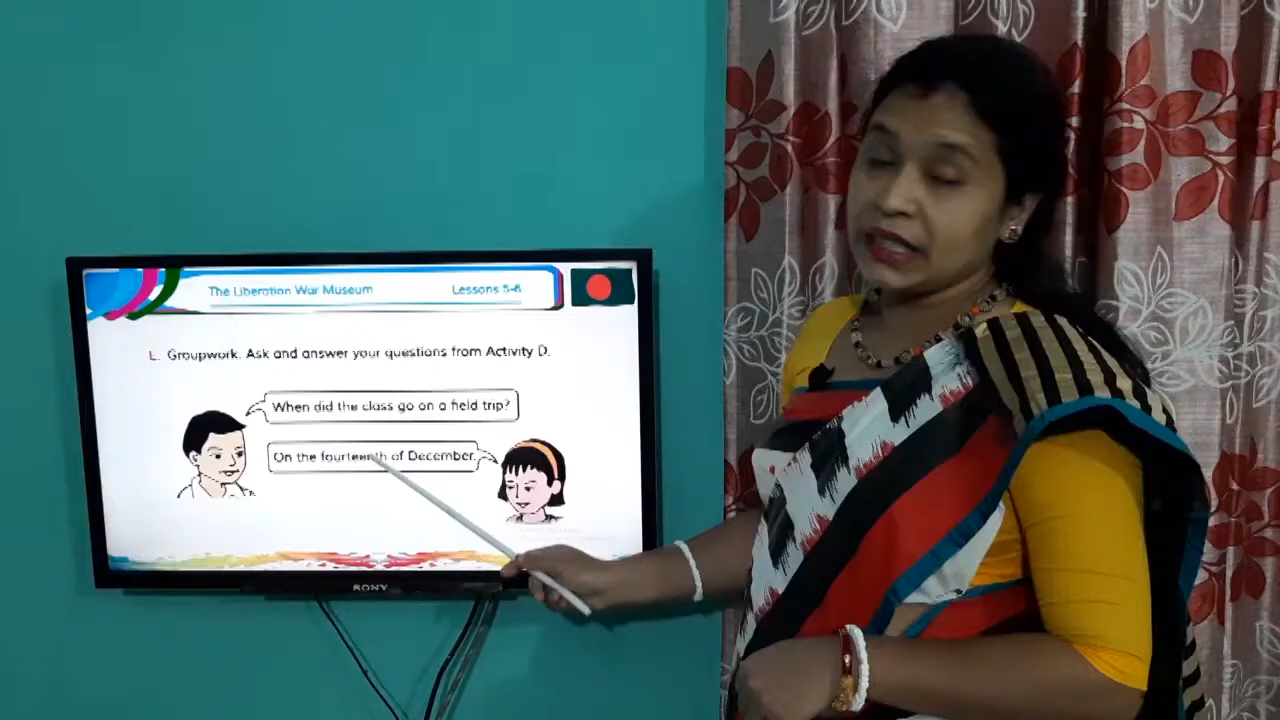 The Liberation War Museum Lessons 5-6
E. Groupwork. Ask and answer your questions from Activity D.
When did the class go on a field trip?
On the fourteenth of December.
SONY